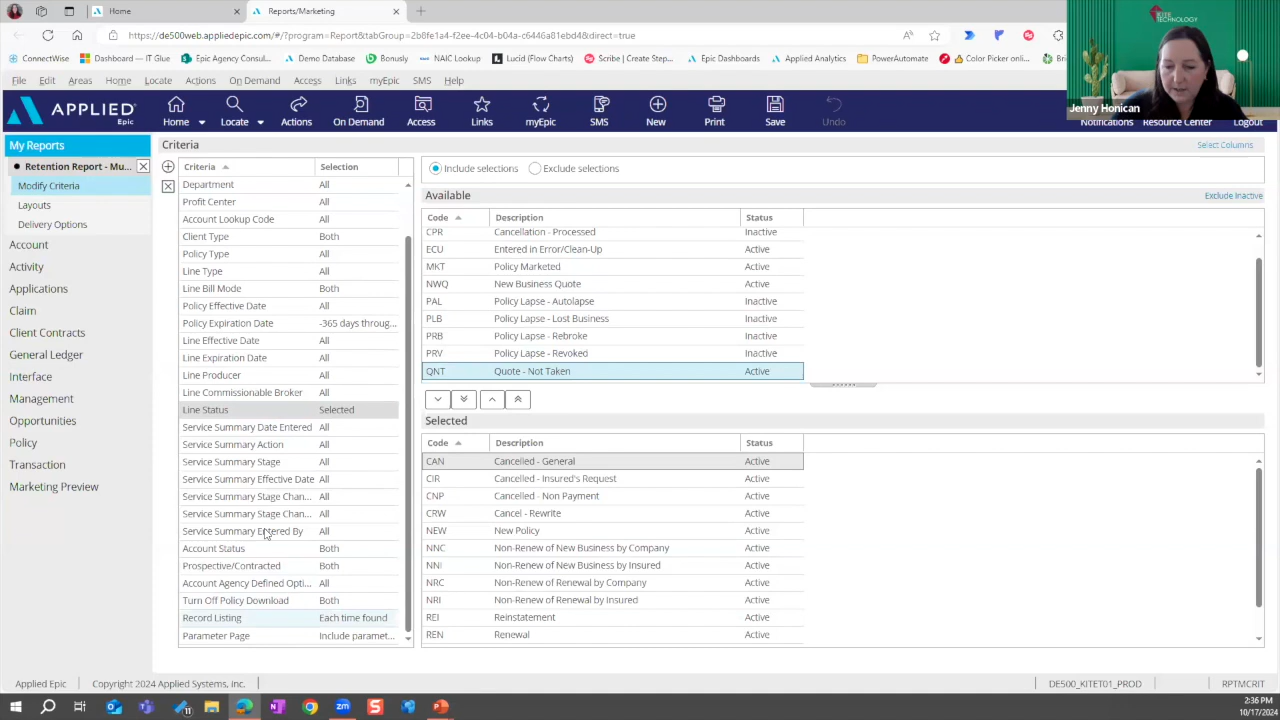 Home
Reports/Marketing
https://de500web.appliedepic.com/#/?program=Report&tabGroup=2b8fe1a4-f2ee-4c04-b04a-c6446a81ebd4&direct=true
KITE TECHNOLOGY
ConnectWise
Dashboard — IT Glue
Epic Agency Consul...
Demo Database
Bonusly
NAIC Lookup
Lucid (Flow Charts)
Scribe | Create Step...
Epic Dashboards
Applied Analytics
PowerAutomate
Color Picker onlin...
Bri
File Edit Areas Home Locate Actions On Demand Access Links myEpic SMS Help
Jenny Honican
APPLIED Epic
Home Locate Actions On Demand Access Links myEpic SMS New Print Save Undo Notifications Resource Center Logout
My Reports
Retention Report - Mu...
Modify Criteria
Layouts
Delivery Options
Account
Activity
Applications
Claim
Client Contracts
General Ledger
Interface
Management
Opportunities
Policy
Transaction
Marketing Preview
Criteria
Select Columns
Criteria Selection
Department All
Profit Center All
Account Lookup Code All
Client Type Both
Policy Type All
Line Type All
Line Bill Mode Both
Policy Effective Date All
Policy Expiration Date -365 days throug...
Line Effective Date All
Line Expiration Date All
Line Producer All
Line Commissionable Broker All
Line Status Selected
Service Summary Date Entered All
Service Summary Action All
Service Summary Stage All
Service Summary Effective Date All
Service Summary Stage Chan... All
Service Summary Stage Chan... All
Service Summary Entered By All
Account Status Both
Prospective/Contracted Both
Account Agency Defined Opti... All
Turn Off Policy Download Both
Record Listing Each time found
Parameter Page Include paramet...
Include selections Exclude selections
Available Exclude Inactive
Code Description Status
CPR Cancellation - Processed Inactive
ECU Entered in Error/Clean-Up Active
MKT Policy Marketed Active
NWQ New Business Quote Active
PAL Policy Lapse - Autolapse Inactive
PLB Policy Lapse - Lost Business Inactive
PRB Policy Lapse - Rebroke Inactive
PRV Policy Lapse - Revoked Inactive
QNT Quote - Not Taken Active
Selected
Code Description Status
CAN Cancelled - General Active
CIR Cancelled - Insured's Request Active
CNP Cancelled - Non Payment Active
CRW Cancel - Rewrite Active
NEW New Policy Active
NNC Non-Renew of New Business by Company Active
NNI Non-Renew of New Business by Insured Active
NRC Non-Renew of Renewal by Company Active
NRI Non-Renew of Renewal by Insured Active
REI Reinstatement Active
REN Renewal Active
Applied Epic Copyright 2024 Applied Systems, Inc. DE500_KITET01_PROD RPTMCRIT
2:36 PM
10/17/2024